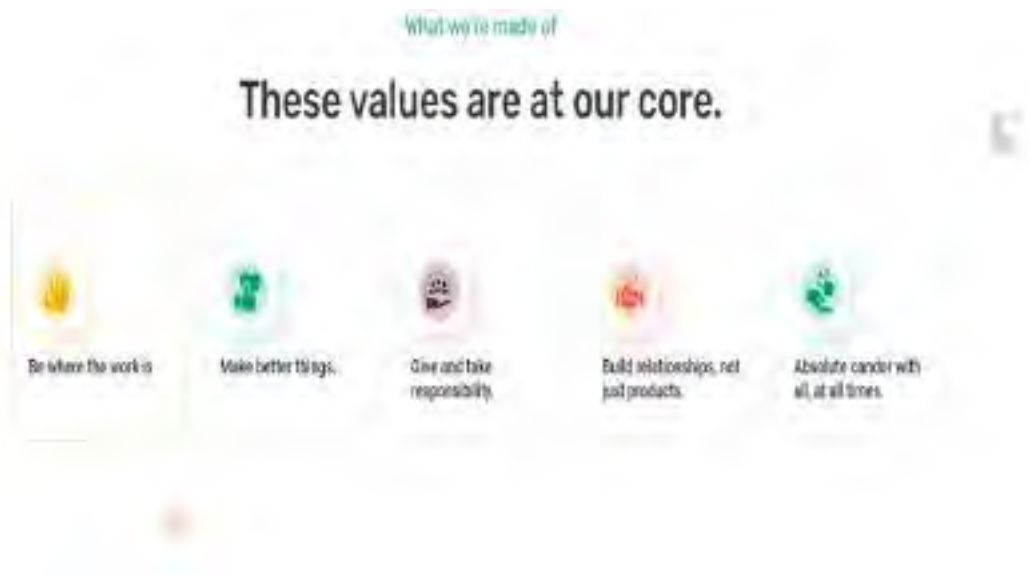 What we're made of
These values are at our core.
Be where the work is
Make better things.
Give and take
responsibility.
Build relationships, not
just products.
Absolute candor with
all, at all times.